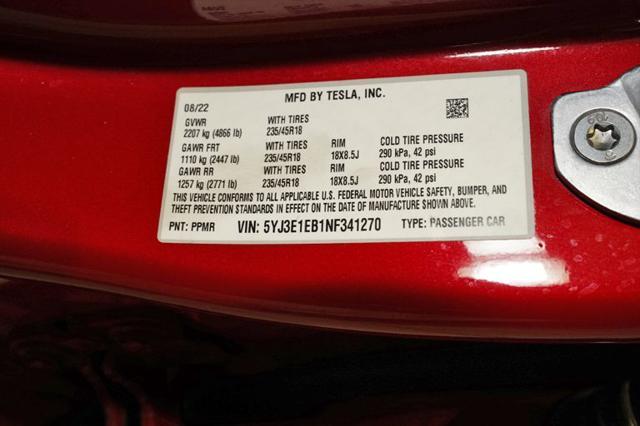 MFD BY TESLA, INC.
08/22
GVWR WITH TIRES
2207 kg (4866 lb) 235/45R18
GAWR FRT WITH TIRES RIM COLD TIRE PRESSURE
1110 kg (2447 lb) 235/45R18 18X8.5J 290 kPa, 42 psi
GAWR RR WITH TIRES RIM COLD TIRE PRESSURE
1257 kg (2771 lb) 235/45R18 18X8.5J 290 kPa, 42 psi
THIS VEHICLE CONFORMS TO ALL APPLICABLE U.S. FEDERAL MOTOR VEHICLE SAFETY, BUMPER, AND
THEFT PREVENTION STANDARDS IN EFFECT ON THE DATE OF MANUFACTURE SHOWN ABOVE.
PNT: PPMR VIN: 5YJ3E1EB1NF341270 TYPE: PASSENGER CAR